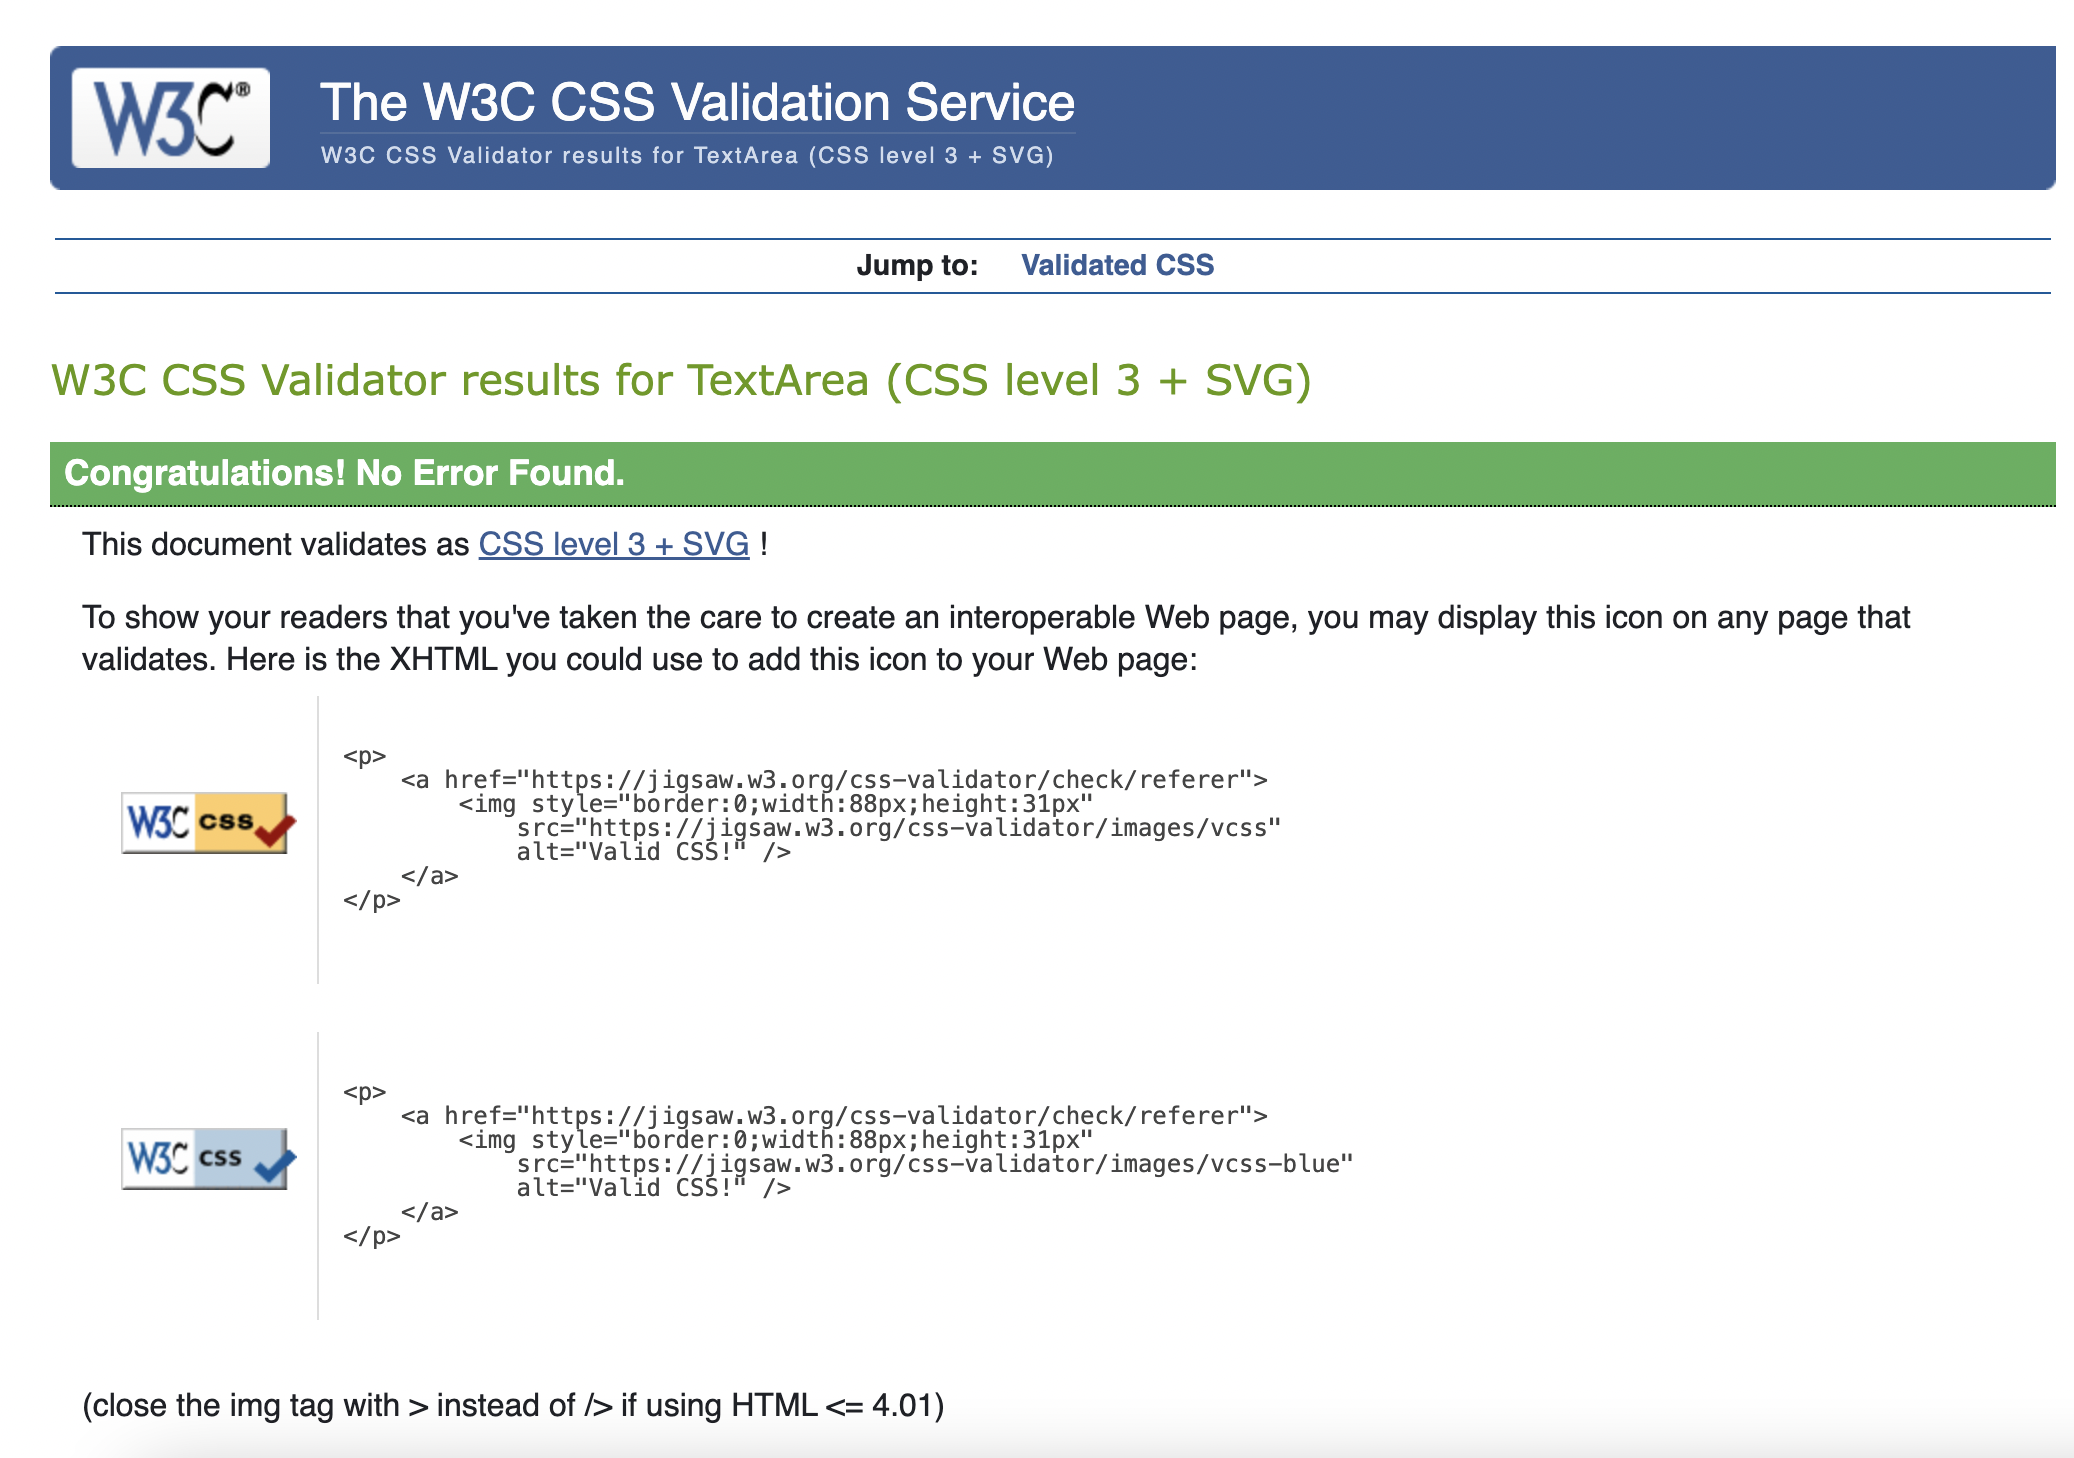 W3C®
The W3C CSS Validation Service
W3C CSS Validator results for TextArea (CSS level 3 + SVG)
Jump to: Validated CSS
W3C CSS Validator results for TextArea (CSS level 3 + SVG)
Congratulations! No Error Found.
This document validates as CSS level 3 + SVG !
To show your readers that you've taken the care to create an interoperable Web page, you may display this icon on any page that
validates. Here is the XHTML you could use to add this icon to your Web page:
W3C css
<p>
    <a href="https://jigsaw.w3.org/css-validator/check/referer">
        <img style="border:0;width:88px;height:31px"
            src="https://jigsaw.w3.org/css-validator/images/vcss"
            alt="Valid CSS!" />
    </a>
</p>
W3C css
<p>
    <a href="https://jigsaw.w3.org/css-validator/check/referer">
        <img style="border:0;width:88px;height:31px"
            src="https://jigsaw.w3.org/css-validator/images/vcss-blue"
            alt="Valid CSS!" />
    </a>
</p>
(close the img tag with > instead of /> if using HTML <= 4.01)